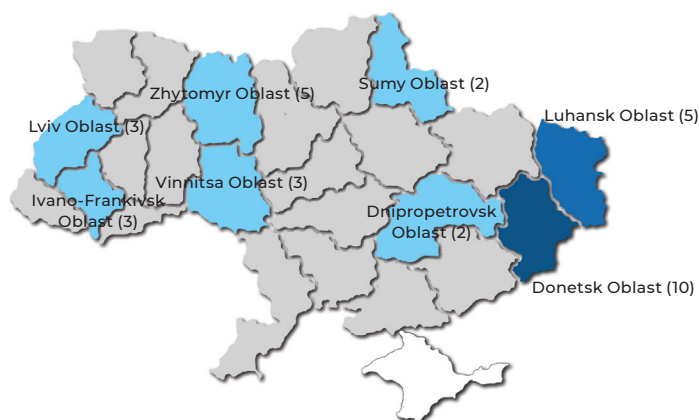 Zhytomyr Oblast (5)
Sumy Oblast (2)
Lviv Oblast (3)
Luhansk Oblast (5)
Vinnitsa Oblast (3)
Ivano-Frankivsk
Oblast (3)
Dnipropetrovsk
Oblast (2)
Donetsk Oblast (10)